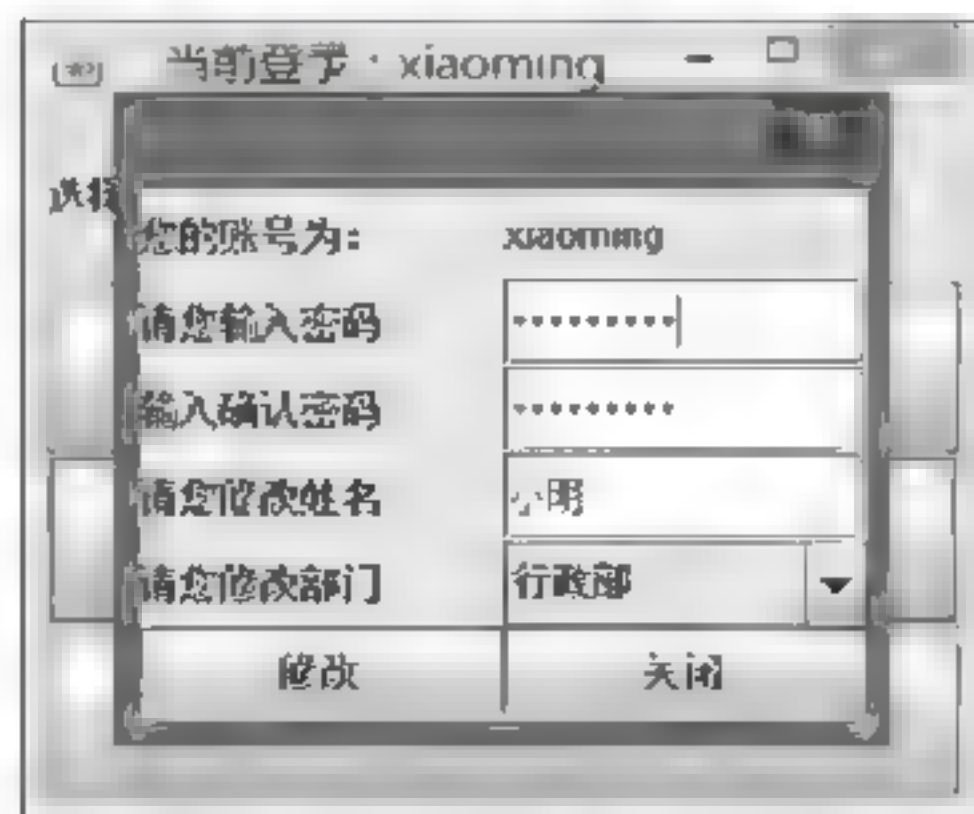 当前登录：xiaoming
选择
您的账号为： xiaoming
请您输入密码 •••••••••
输入确认密码 •••••••••
请您修改姓名 小明
请您修改部门 行政部
修改 关闭